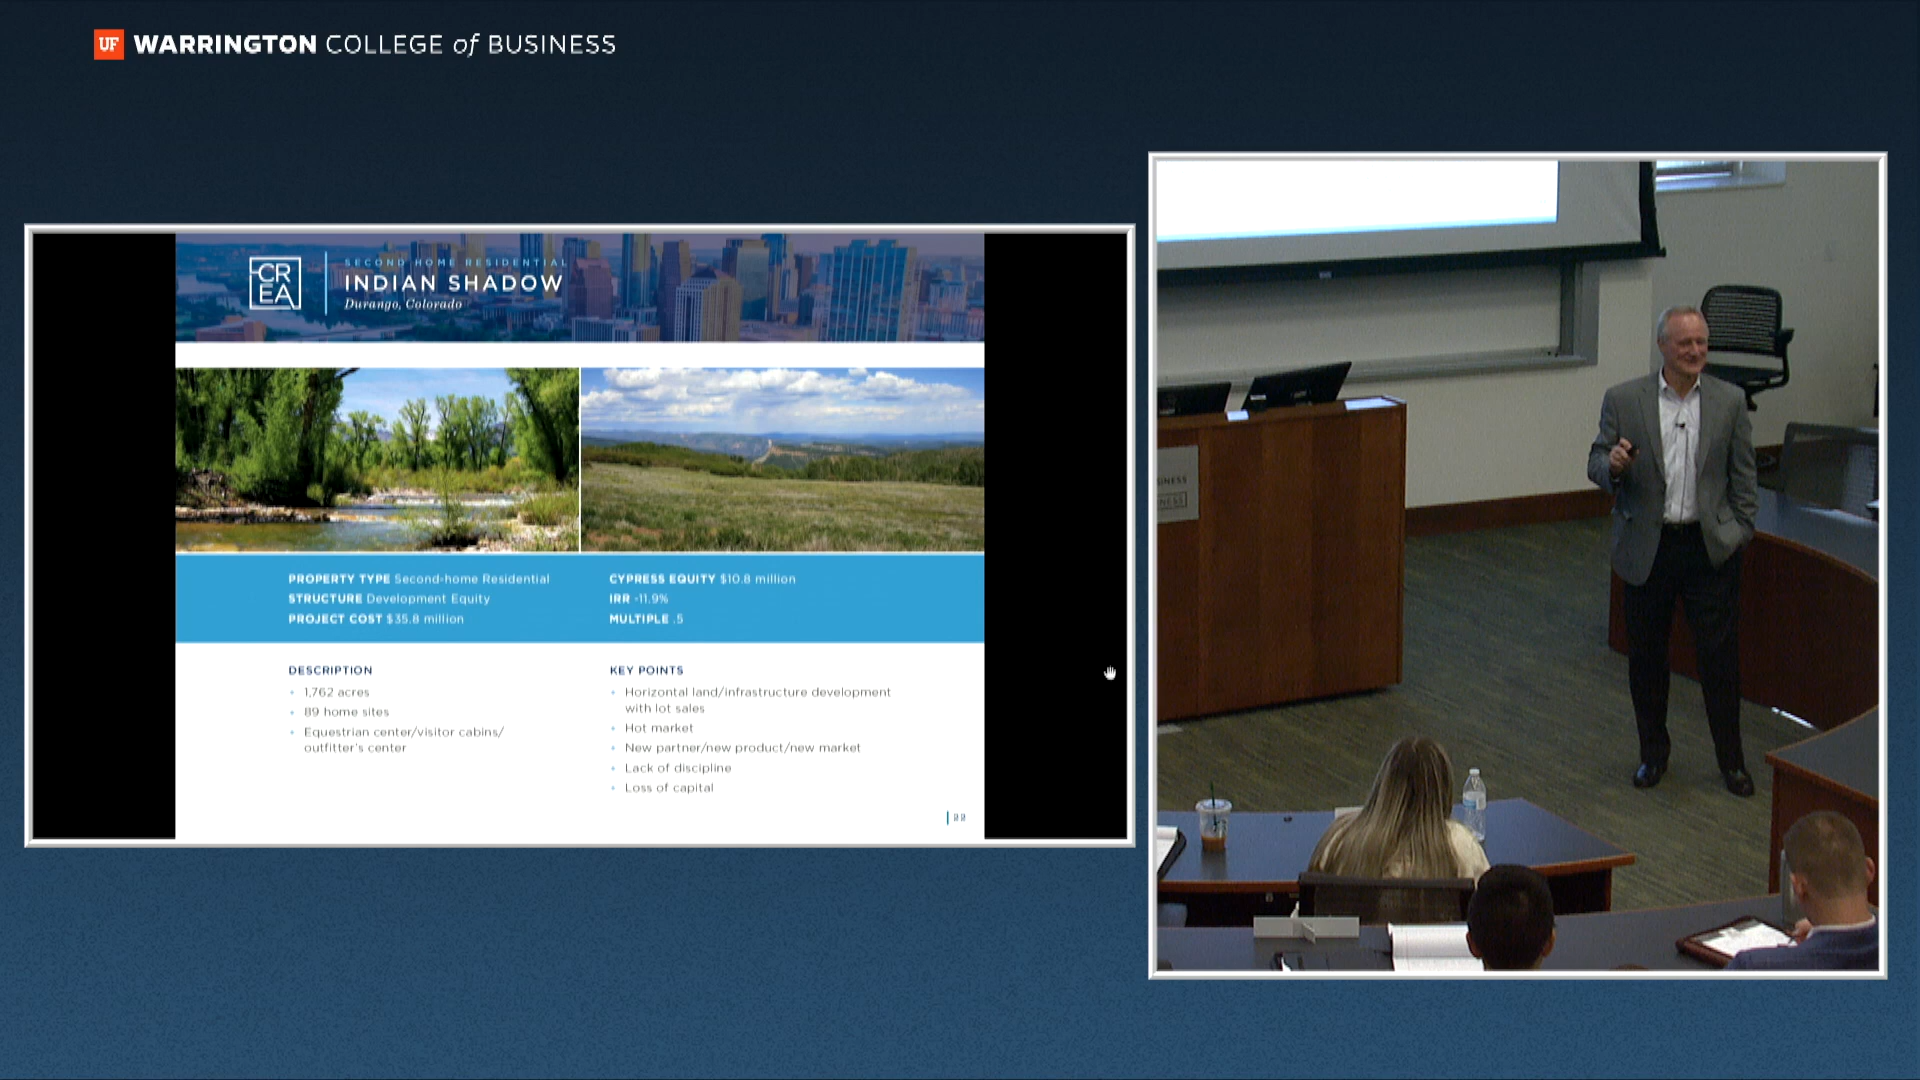 UF WARRINGTON COLLEGE of BUSINESS
CR
EA
SECOND HOME RESIDENTIAL
INDIAN SHADOW
Durango, Colorado
PROPERTY TYPE Second-home Residential
STRUCTURE Development Equity
PROJECT COST $35.8 million
CYPRESS EQUITY $10.8 million
IRR -11.9%
MULTIPLE .5
DESCRIPTION
• 1,762 acres
• 89 home sites
• Equestrian center/visitor cabins/
outfitter's center
KEY POINTS
• Horizontal land/infrastructure development
with lot sales
• Hot market
• New partner/new product/new market
• Lack of discipline
• Loss of capital
22